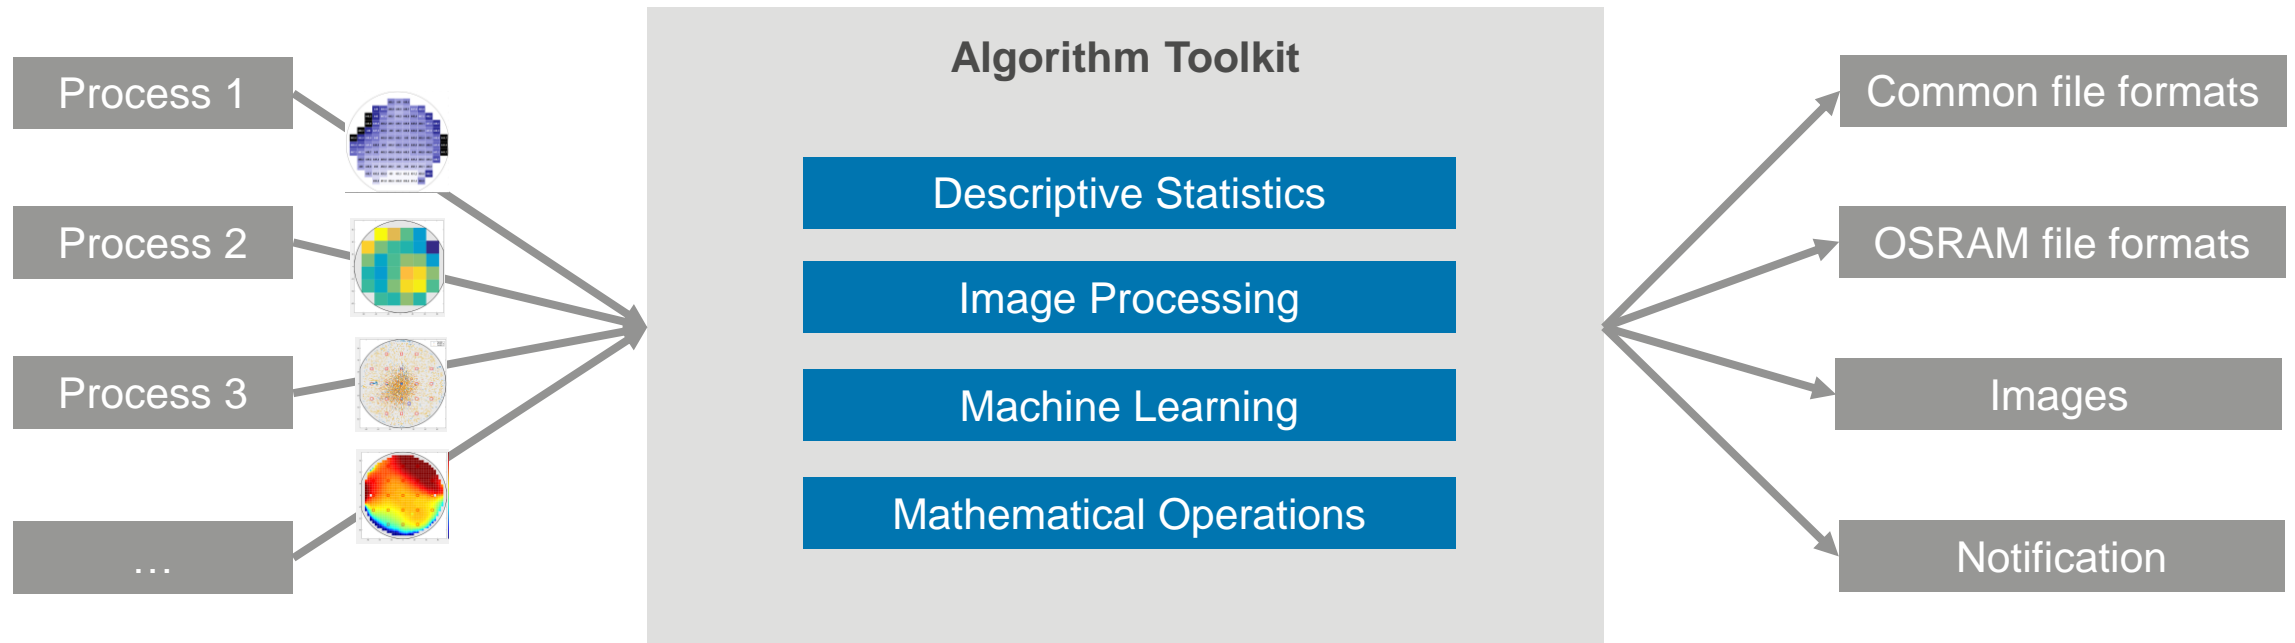 Algorithm Toolkit
Process 1
Process 2
Process 3
...
Descriptive Statistics
Image Processing
Machine Learning
Mathematical Operations
Common file formats
OSRAM file formats
Images
Notification